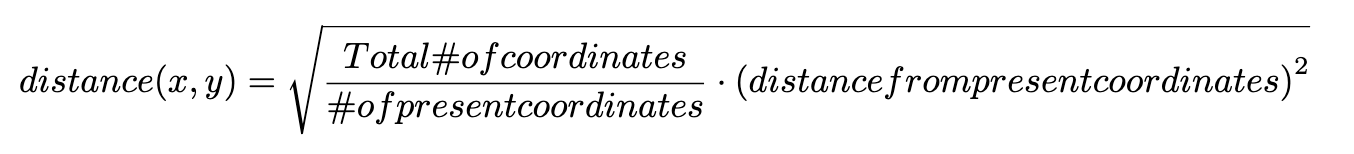 distance(x, y) = √(Total#ofcoordinates / #ofpresentcoordinates · (distancefrompresentcoordinates)²)